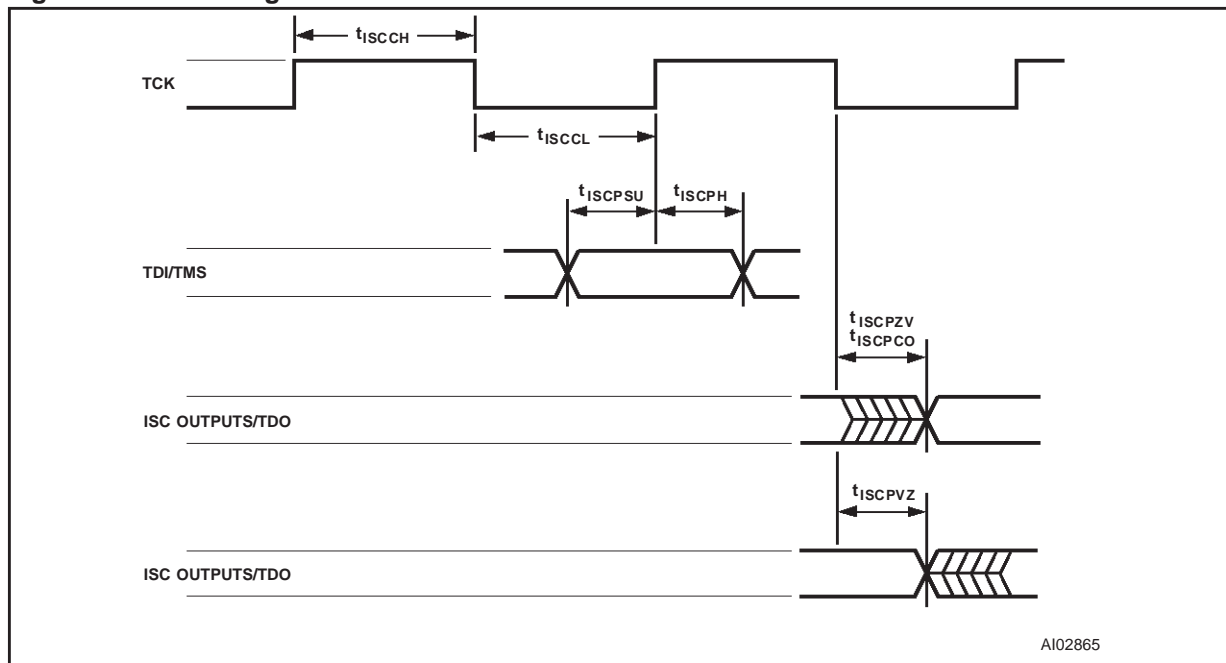 tISCCH
TCK
tISCCL
tISCPSU
tISCPH
TDI/TMS
tISCPZV
tISCPCO
ISC OUTPUTS/TDO
tISCPVZ
ISC OUTPUTS/TDO
AI02865